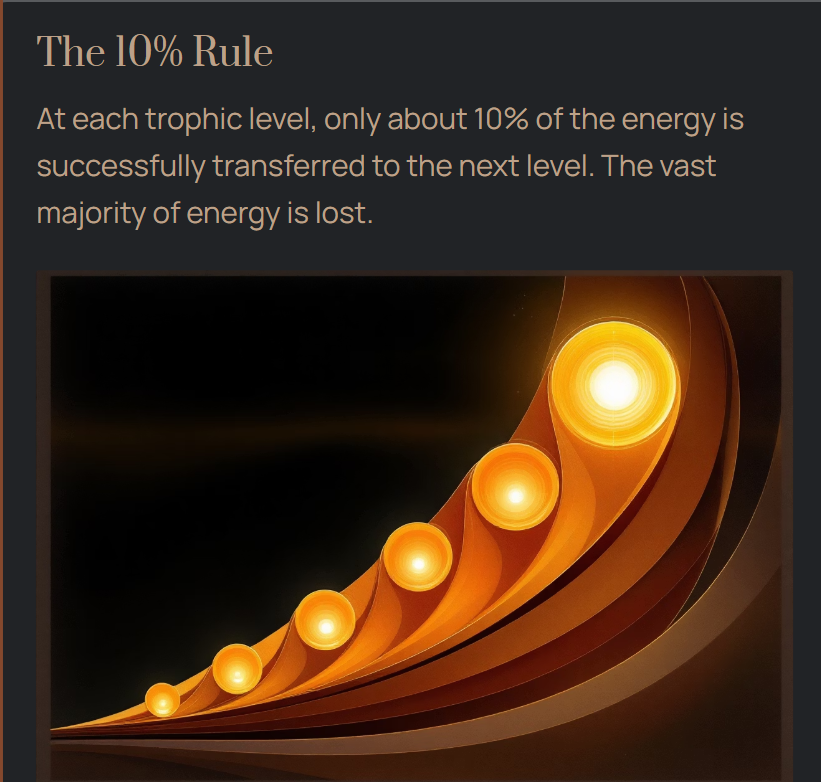 The 10% Rule
At each trophic level, only about 10% of the energy is
successfully transferred to the next level. The vast
majority of energy is lost.